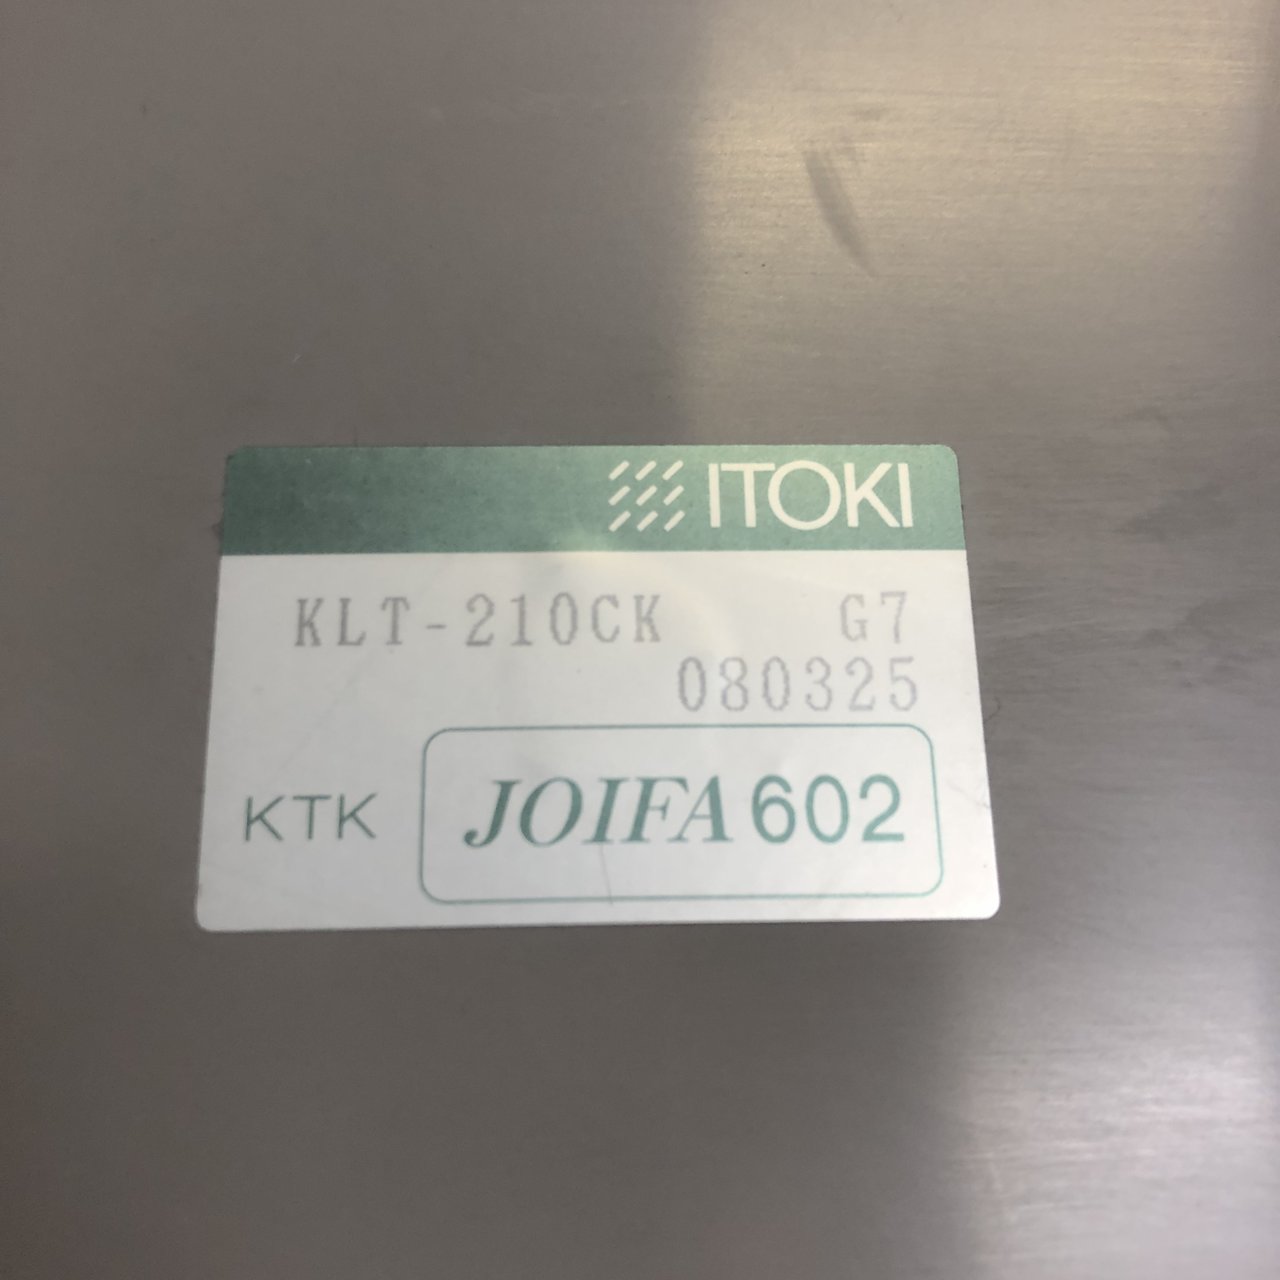 ITOKI
KLT-210CK G7
080325
KTK
JOIFA 602